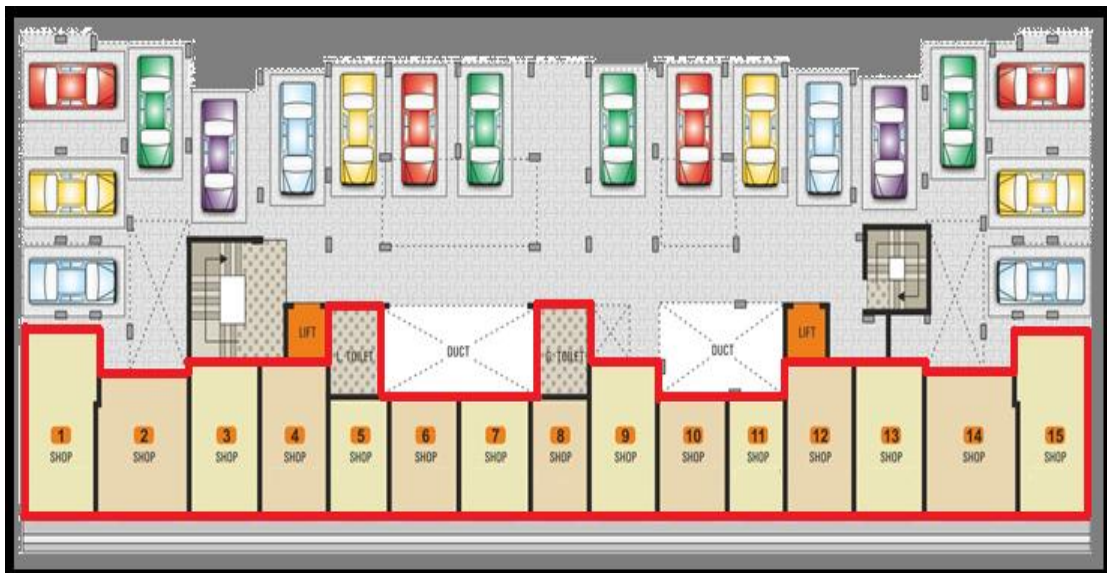 LIFT
L. TOILET
DUCT
G. TOILET
DUCT
LIFT
1
SHOP
2
SHOP
3
SHOP
4
SHOP
5
SHOP
6
SHOP
7
SHOP
8
SHOP
9
SHOP
10
SHOP
11
SHOP
12
SHOP
13
SHOP
14
SHOP
15
SHOP